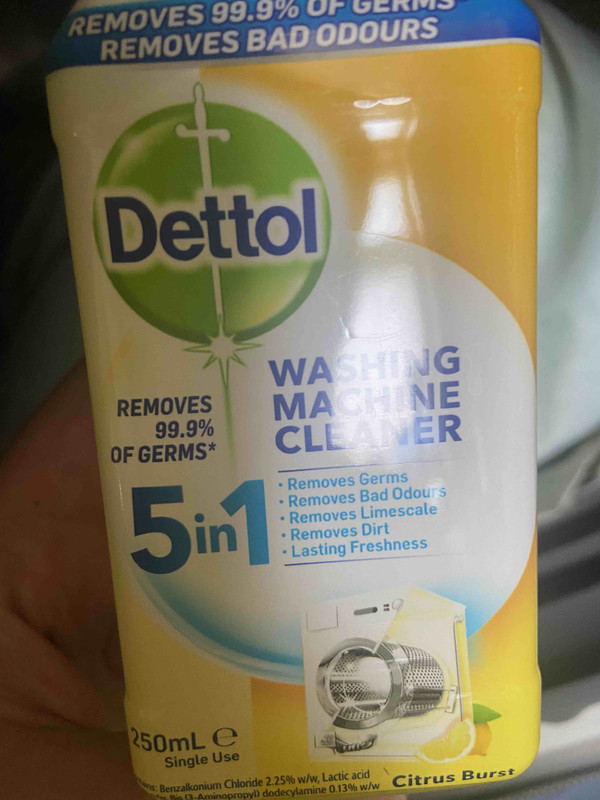 REMOVES 99.9% OF GERMS*
REMOVES BAD ODOURS
Dettol
WASHING
MACHINE
CLEANER
REMOVES
99.9%
OF GERMS*
5in1
• Removes Germs
• Removes Bad Odours
• Removes Limescale
• Removes Dirt
• Lasting Freshness
250mL ℮
Single Use
Benzalkonium Chloride 2.25% w/w, Lactic acid
(3-Aminopropyl) dodecylamine 0.13% w/w
Citrus Burst